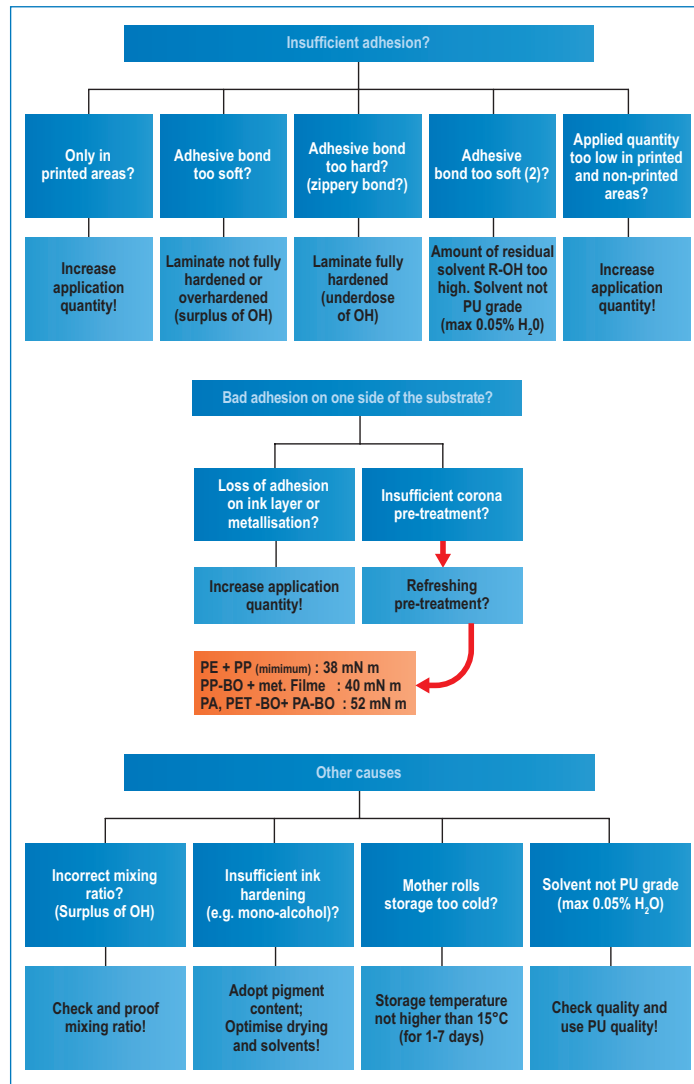 Insufficient adhesion?
Only in
printed areas?
Adhesive bond
too soft?
Adhesive bond
too hard?
(zippery bond?)
Adhesive
bond too soft (2)?
Applied quantity
too low in printed
and non-printed
areas?
Increase
application
quantity!
Laminate not fully
hardened or
overhardened
(surplus of OH)
Laminate fully
hardened
(underdose
of OH)
Amount of residual
solvent R-OH too
high. Solvent not
PU grade
(max 0.05% H₂0)
Increase
application
quantity!
Bad adhesion on one side of the substrate?
Loss of adhesion
on ink layer or
metallisation?
Insufficient corona
pre-treatment?
Increase application
quantity!
Refreshing
pre-treatment?
PE + PP (mimimum) : 38 mN m
PP-BO + met. Filme : 40 mN m
PA, PET -BO+ PA-BO : 52 mN m
Other causes
Incorrect mixing
ratio?
(Surplus of OH)
Insufficient ink
hardening
(e.g. mono-alcohol)?
Mother rolls
storage too cold?
Solvent not PU grade
(max 0.05% H₂O)
Check and proof
mixing ratio!
Adopt pigment
content;
Optimise drying
and solvents!
Storage temperature
not higher than 15°C
(for 1-7 days)
Check quality and
use PU quality!